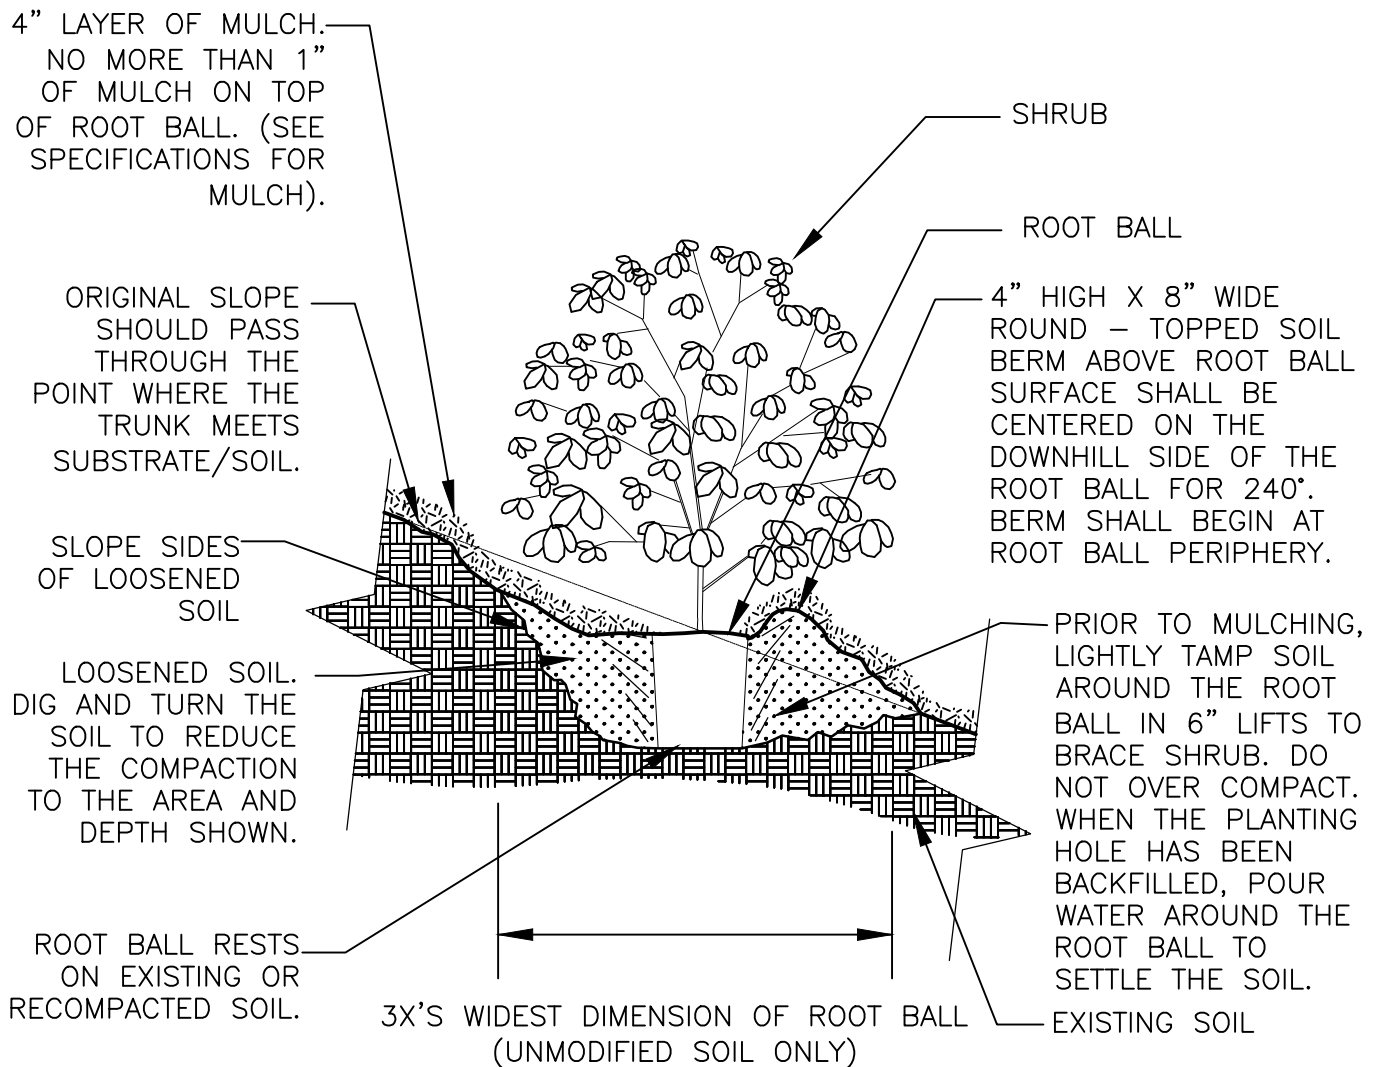 4” LAYER OF MULCH.
NO MORE THAN 1”
OF MULCH ON TOP
OF ROOT BALL. (SEE
SPECIFICATIONS FOR
MULCH).
SHRUB
ROOT BALL
ORIGINAL SLOPE
SHOULD PASS
THROUGH THE
POINT WHERE THE
TRUNK MEETS
SUBSTRATE/SOIL.
4” HIGH X 8” WIDE
ROUND – TOPPED SOIL
BERM ABOVE ROOT BALL
SURFACE SHALL BE
CENTERED ON THE
DOWNHILL SIDE OF THE
ROOT BALL FOR 240°.
BERM SHALL BEGIN AT
ROOT BALL PERIPHERY.
SLOPE SIDES
OF LOOSENED
SOIL
PRIOR TO MULCHING,
LIGHTLY TAMP SOIL
AROUND THE ROOT
BALL IN 6” LIFTS TO
BRACE SHRUB. DO
NOT OVER COMPACT.
WHEN THE PLANTING
HOLE HAS BEEN
BACKFILLED, POUR
WATER AROUND THE
ROOT BALL TO
SETTLE THE SOIL.
LOOSENED SOIL.
DIG AND TURN THE
SOIL TO REDUCE
THE COMPACTION
TO THE AREA AND
DEPTH SHOWN.
ROOT BALL RESTS
ON EXISTING OR
RECOMPACTED SOIL.
3X’S WIDEST DIMENSION OF ROOT BALL
(UNMODIFIED SOIL ONLY)
EXISTING SOIL